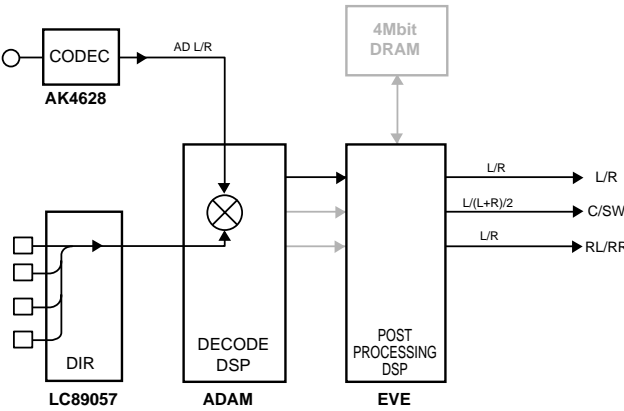 4Mbit
DRAM
CODEC
AD L/R
AK4628
L/R
L/R
L/(L+R)/2
C/SW
L/R
RL/RR
DECODE
DSP
POST
PROCESSING
DSP
DIR
LC89057
ADAM
EVE